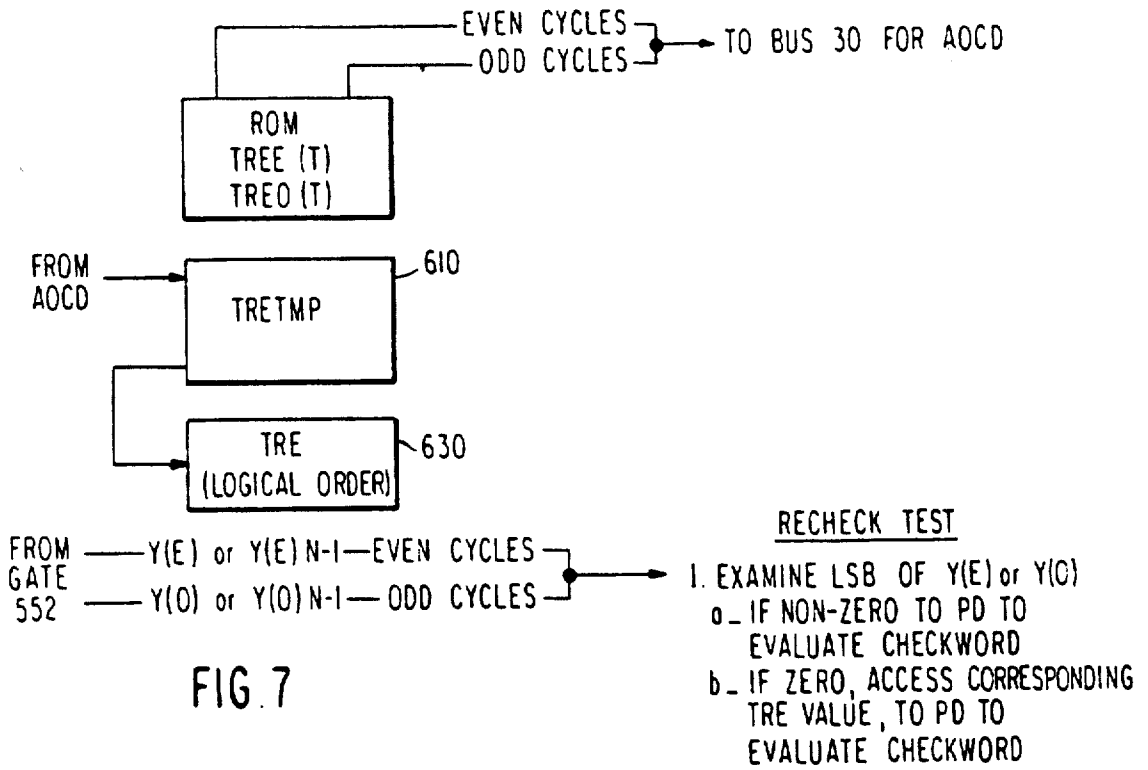 EVEN CYCLES
ODD CYCLES
TO BUS 30 FOR AOCD
ROM
TREE (T)
TREO (T)
FROM
AOCD
TRETMP
610
TRE
(LOGICAL ORDER)
630
FROM
GATE
552
Y(E) or Y(E) N-1 EVEN CYCLES
Y(O) or Y(O) N-1 ODD CYCLES
RECHECK TEST
1. EXAMINE LSB OF Y(E) or Y(O)
a_ IF NON-ZERO TO PD TO
EVALUATE CHECKWORD
b_ IF ZERO, ACCESS CORRESPONDING
TRE VALUE, TO PD TO
EVALUATE CHECKWORD
FIG. 7